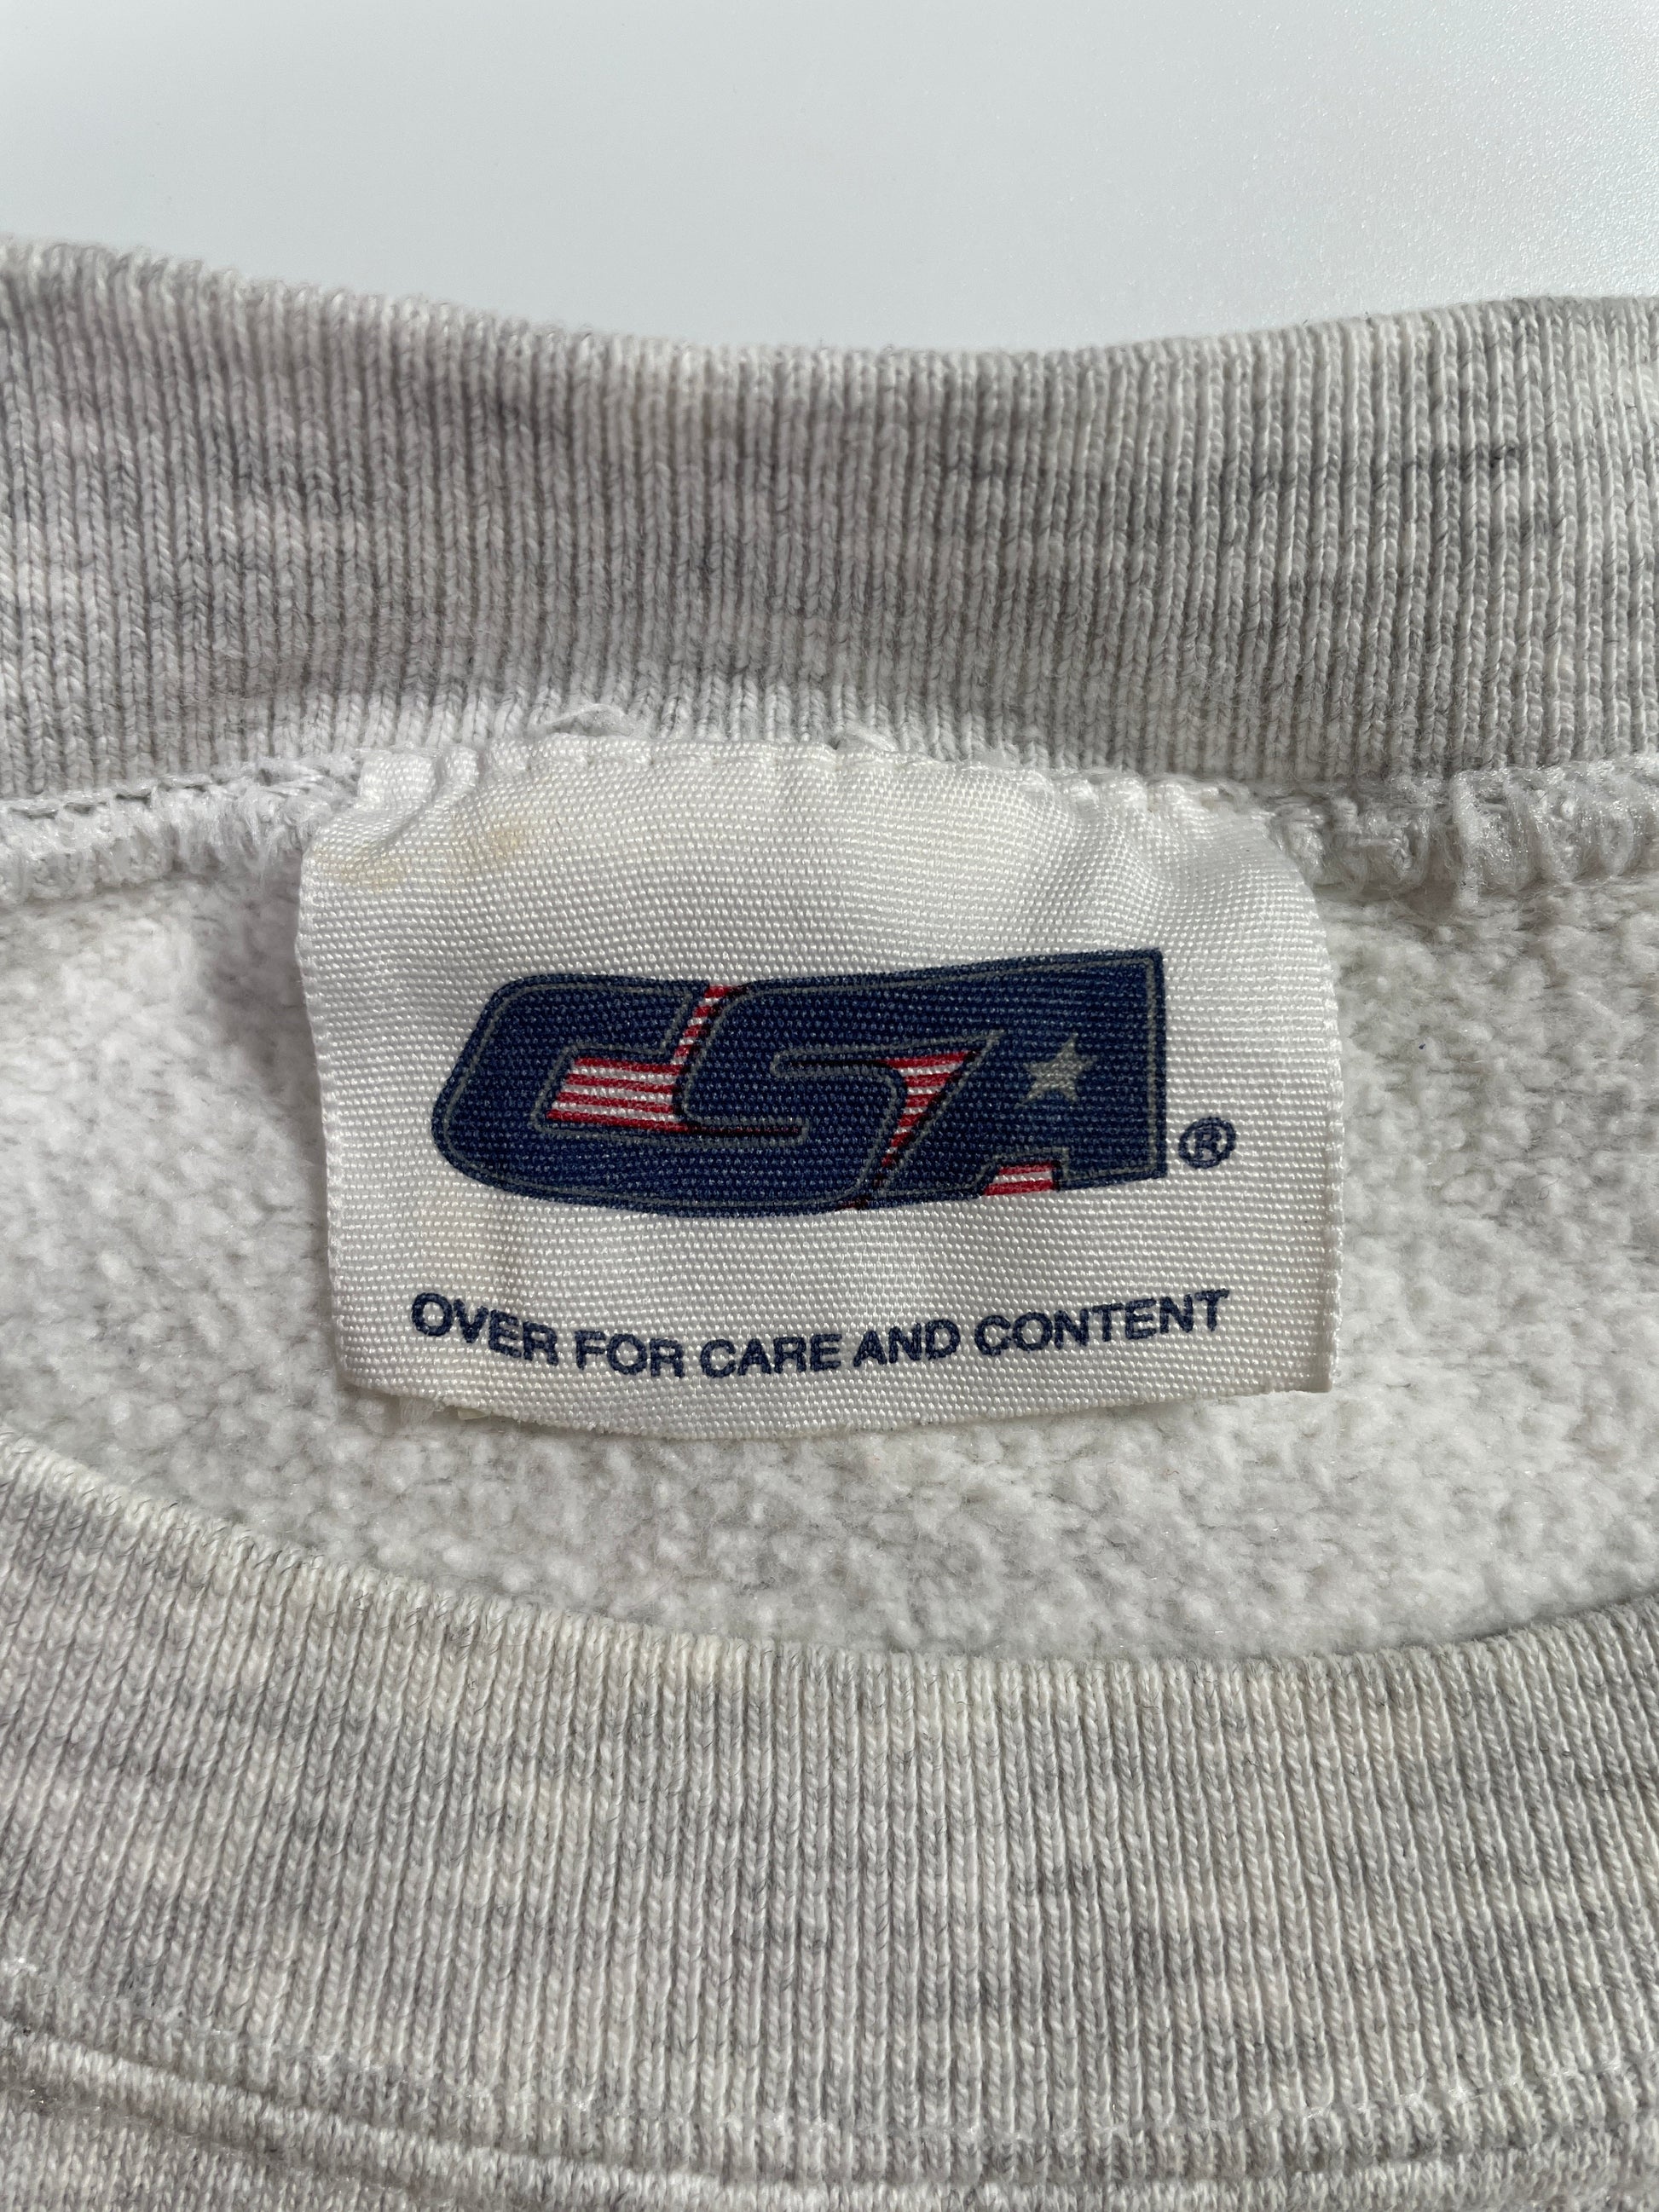 CSA®
OVER FOR CARE AND CONTENT